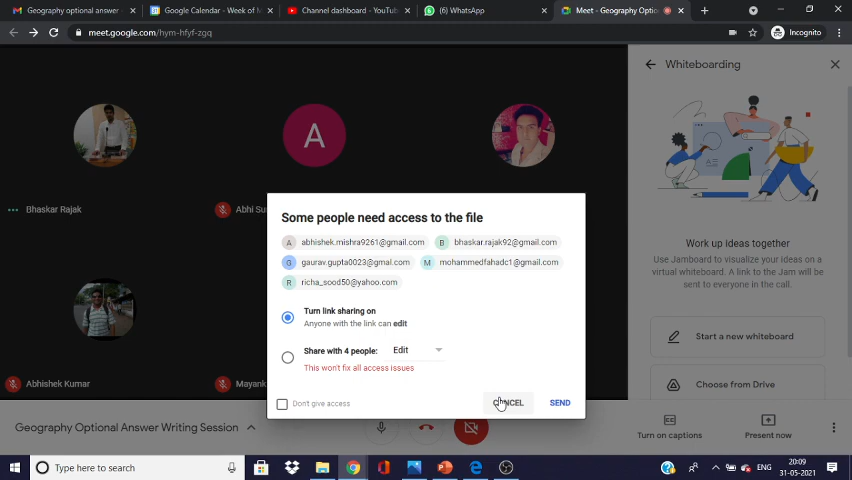 Geography optional answer
Google Calendar - Week of M
Channel dashboard - YouTub
(6) WhatsApp
Meet - Geography Optio
meet.google.com/hym-hfyf-zgq
Incognito
Whiteboarding
A
Bhaskar Rajak
Abhi Su
Some people need access to the file
A abhishek.mishra9261@gmail.com B bhaskar.rajak92@gmail.com
G gaurav.gupta0023@gmal.com M mohammedfahadc1@gmail.com
R richa_sood50@yahoo.com
Turn link sharing on
Anyone with the link can edit
Share with 4 people: Edit
This won't fix all access issues
Don't give access
CANCEL SEND
Work up ideas together
Use Jamboard to visualize your ideas on a
virtual whiteboard. A link to the Jam will be
sent to everyone in the call.
Start a new whiteboard
Choose from Drive
Abhishek Kumar
Mayank
Geography Optional Answer Writing Session
Turn on captions
Present now
Type here to search
ENG
20:09
31-05-2021